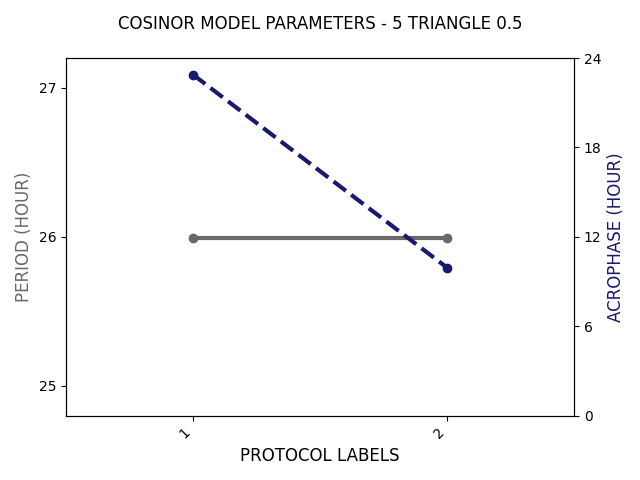 COSINOR MODEL PARAMETERS - 5 TRIANGLE 0.5
27
26
25
PERIOD (HOUR)
24
18
12
6
0
ACROPHASE (HOUR)
1
2
PROTOCOL LABELS